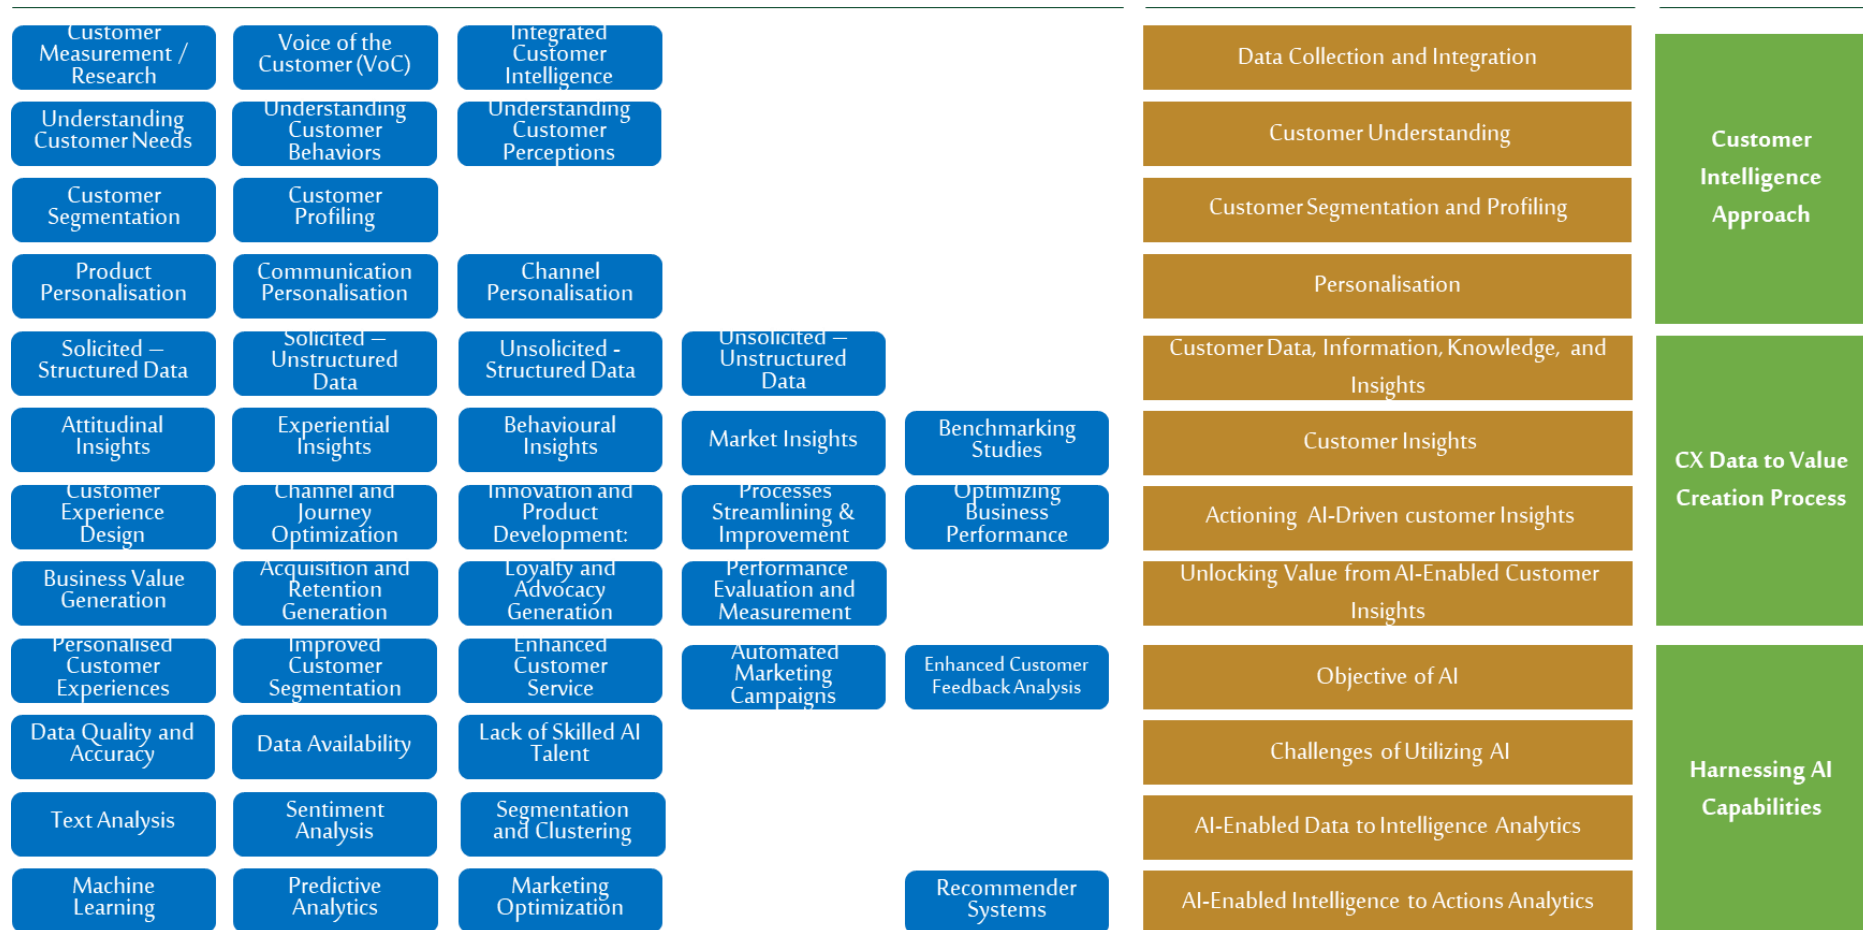 Customer
Measurement /
Research
Voice of the
Customer (VoC)
Integrated
Customer
Intelligence
Data Collection and Integration
Understanding
Customer Needs
Understanding
Customer
Behaviors
Understanding
Customer
Perceptions
Customer Understanding
Customer
Intelligence
Approach
Customer
Segmentation
Customer
Profiling
Customer Segmentation and Profiling
Product
Personalisation
Communication
Personalisation
Channel
Personalisation
Personalisation
Solicited –
Structured Data
Solicited –
Unstructured
Data
Unsolicited -
Structured Data
Unsolicited –
Unstructured
Data
Customer Data, Information, Knowledge, and
Insights
Attitudinal
Insights
Experiential
Insights
Behavioural
Insights
Market Insights
Benchmarking
Studies
Customer Insights
CX Data to Value
Creation Process
Customer
Experience
Design
Channel and
Journey
Optimization
Innovation and
Product
Development:
Processes
Streamlining &
Improvement
Optimizing
Business
Performance
Actioning AI-Driven customer Insights
Business Value
Generation
Acquisition and
Retention
Generation
Loyalty and
Advocacy
Generation
Performance
Evaluation and
Measurement
Unlocking Value from AI-Enabled Customer
Insights
Personalised
Customer
Experiences
Improved
Customer
Segmentation
Enhanced
Customer
Service
Automated
Marketing
Campaigns
Enhanced Customer
Feedback Analysis
Objective of AI
Data Quality and
Accuracy
Data Availability
Lack of Skilled AI
Talent
Challenges of Utilizing AI
Harnessing AI
Capabilities
Text Analysis
Sentiment
Analysis
Segmentation
and Clustering
AI-Enabled Data to Intelligence Analytics
Machine
Learning
Predictive
Analytics
Marketing
Optimization
Recommender
Systems
AI-Enabled Intelligence to Actions Analytics